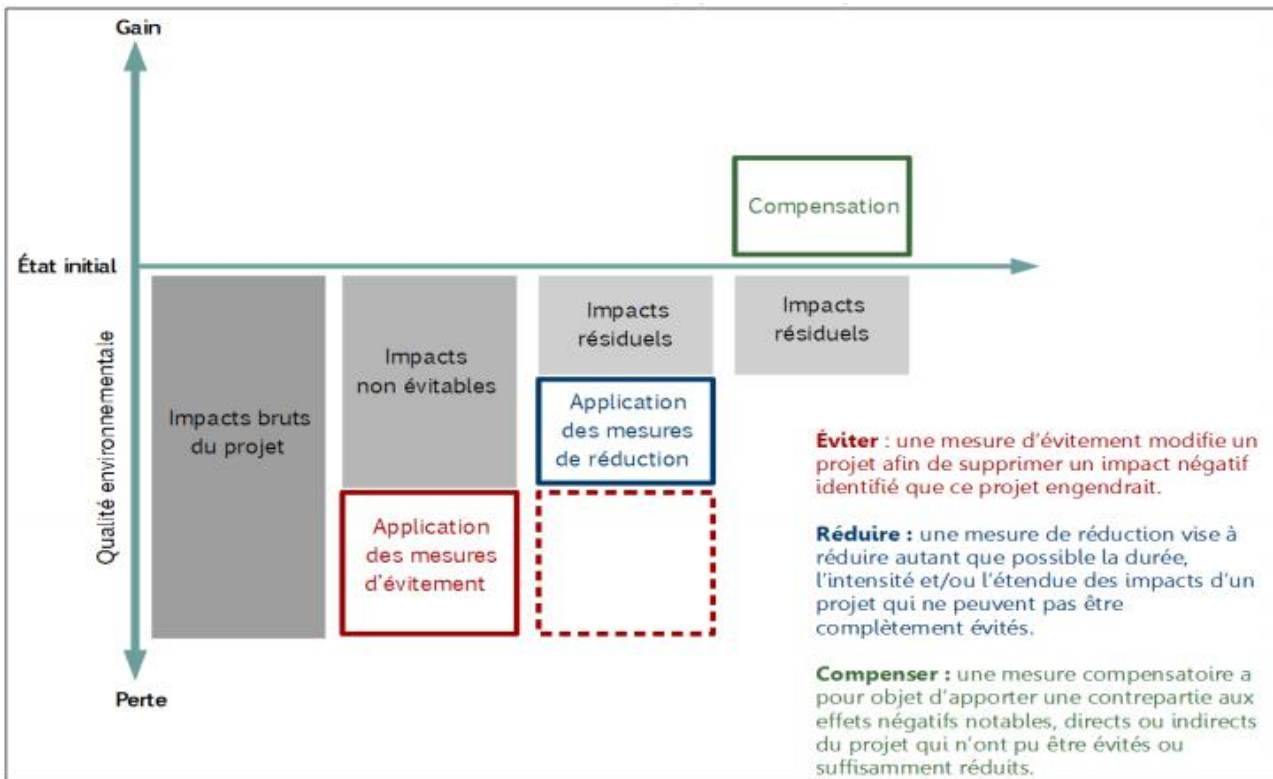 Gain
Compensation
État initial
Impacts bruts
du projet
Impacts
non évitables
Impacts
résiduels
Impacts
résiduels
Application
des mesures
de réduction
Application
des mesures
d'évitement
Qualité environnementale
Perte
Éviter : une mesure d'évitement modifie un
projet afin de supprimer un impact négatif
identifié que ce projet engendrait.
Réduire : une mesure de réduction vise à
réduire autant que possible la durée,
l'intensité et/ou l'étendue des impacts d'un
projet qui ne peuvent pas être
complètement évités.
Compenser : une mesure compensatoire a
pour objet d'apporter une contrepartie aux
effets négatifs notables, directs ou indirects
du projet qui n'ont pu être évités ou
suffisamment réduits.